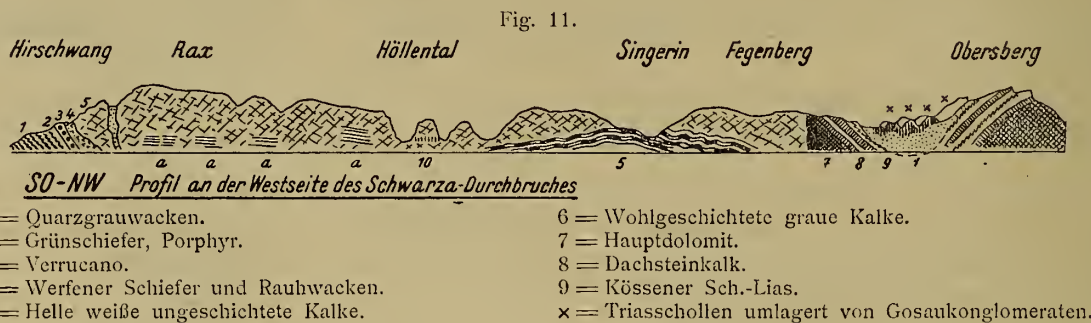 Fig. 11.
Hirschwang Rax Höllental Singerin Fegenberg Obersberg
1 2 3 4 5 × × × ×
a a a a 10 5 7 8 9 1
SO-NW Profil an der Westseite des Schwarza-Durchbruches
= Quarzgrauwacken.
= Grünschiefer, Porphyr.
= Verrucano.
= Werfener Schiefer und Rauhwacken.
= Helle weiße ungeschichtete Kalke.
6 = Wohlgeschichtete graue Kalke.
7 = Hauptdolomit.
8 = Dachsteinkalk.
9 = Kössener Sch.-Lias.
× = Triasschollen umlagert von Gosaukonglomeraten.